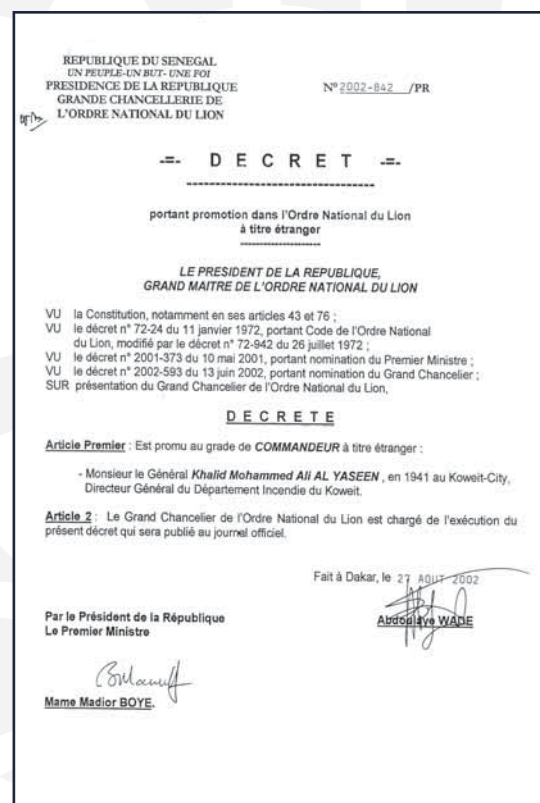 REPUBLIQUE DU SENEGAL
UN PEUPLE-UN BUT- UNE FOI
PRESIDENCE DE LA REPUBLIQUE
GRANDE CHANCELLERIE DE
L'ORDRE NATIONAL DU LION
N° 2002-842 /PR
-=- D E C R E T -=-
portant promotion dans l'Ordre National du Lion
à titre étranger
LE PRESIDENT DE LA REPUBLIQUE,
GRAND MAITRE DE L'ORDRE NATIONAL DU LION
VU la Constitution, notamment en ses articles 43 et 76 ;
VU le décret n° 72-24 du 11 janvier 1972, portant Code de l'Ordre National
du Lion, modifié par le décret n° 72-942 du 26 juillet 1972 ;
VU le décret n° 2001-373 du 10 mai 2001, portant nomination du Premier Ministre ;
VU le décret n° 2002-593 du 13 juin 2002, portant nomination du Grand Chancelier ;
SUR présentation du Grand Chancelier de l'Ordre National du Lion,
D E C R E T E
Article Premier : Est promu au grade de COMMANDEUR à titre étranger :
- Monsieur le Général Khalid Mohammed Ali AL YASEEN , en 1941 au Koweit-City,
Directeur Général du Département Incendie du Koweit.
Article 2 : Le Grand Chancelier de l'Ordre National du Lion est chargé de l'exécution du
présent décret qui sera publié au journal officiel.
Fait à Dakar, le 27 AOUT 2002
Par le Président de la République
Le Premier Ministre
Abdoulaye WADE
Mame Madior BOYE.